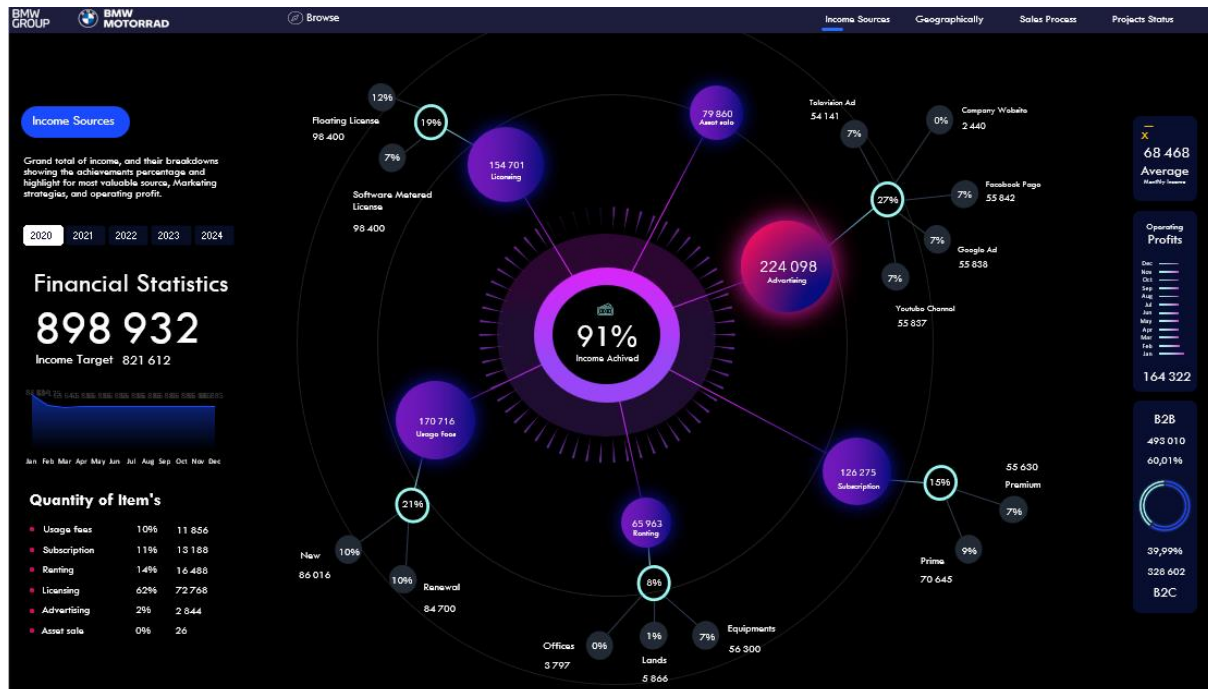 BMW GROUP
BMW MOTORRAD
Browse
Income Sources
Geographically
Sales Process
Projects Status
Income Sources
Grand total of income, and their breakdowns
showing the achievements percentage and
highlight for most valuable source, Marketing
strategies, and operating profit.
2020 2021 2022 2023 2024
Financial Statistics
898 932
Income Target 821 612
Jan Feb Mar Apr May Jun Jul Aug Sep Oct Nov Dec
Quantity of Item's
Usage fees 10% 11 856
Subscription 11% 13 188
Renting 14% 16 488
Licensing 62% 72 768
Advertising 2% 2 844
Asset sale 0% 26
12%
Floating License
98 400
19%
7%
Software Metered
License
98 400
154 701
Licensing
79 860
Asset sale
Television Ad
54 141
7%
0%
Company Website
2 440
27%
7%
Facebook Page
55 842
7%
Google Ad
55 838
7%
Youtube Channal
55 837
224 098
Advertising
91%
Income Achived
170 716
Usage fees
21%
New
86 016
10%
10%
Renewal
84 700
65 963
Renting
8%
Offices
3 797
0%
1%
Lands
5 866
7%
Equipments
56 300
126 275
Subscription
15%
55 630
Premium
7%
9%
Prime
70 645
X
68 468
Average
Monthly Income
Operating
Profits
Dec
Nov
Oct
Sep
Aug
Jul
Jun
May
Apr
Mar
Feb
Jan
164 322
B2B
493 010
60,01%
39,99%
328 602
B2C